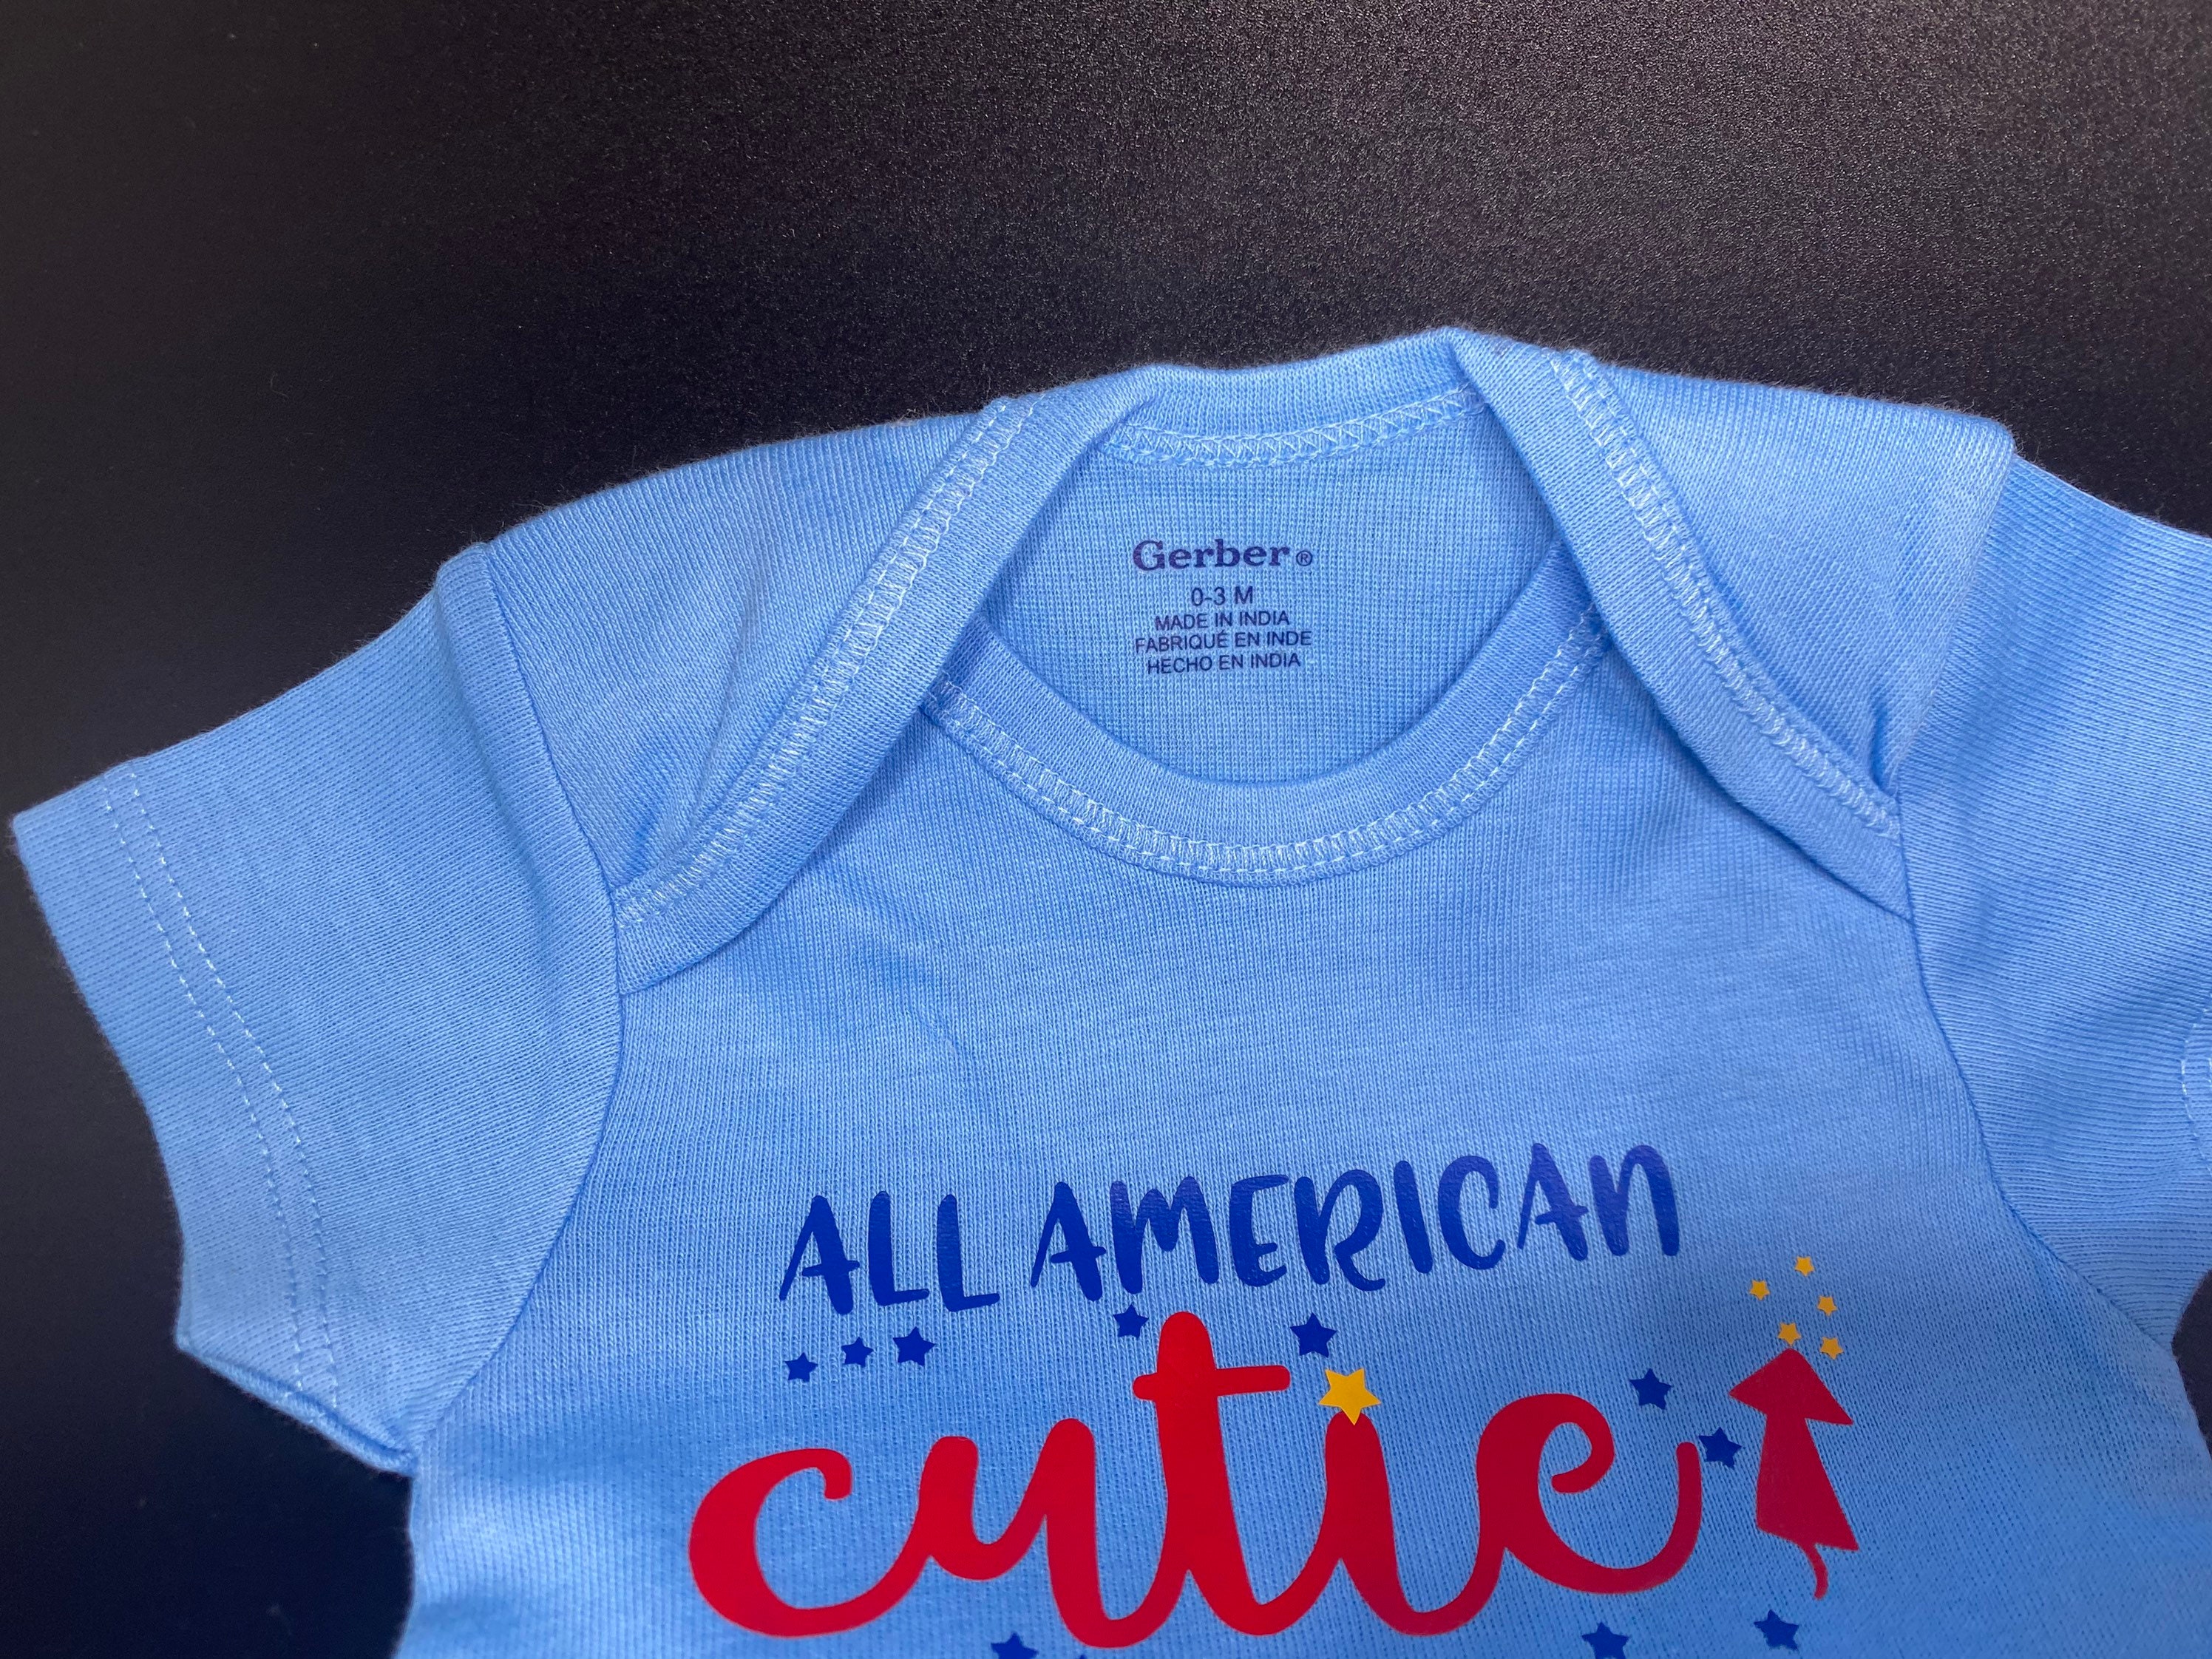 Gerber®
0-3 M
MADE IN INDIA
FABRIQUÉ EN INDE
HECHO EN INDIA
ALL AMERICAN
cutie